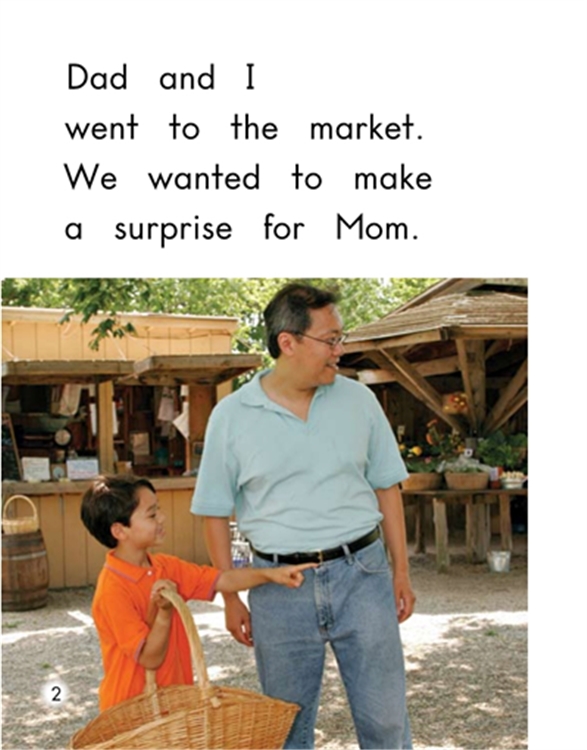 Dad and I
went to the market.
We wanted to make
a surprise for Mom.
2